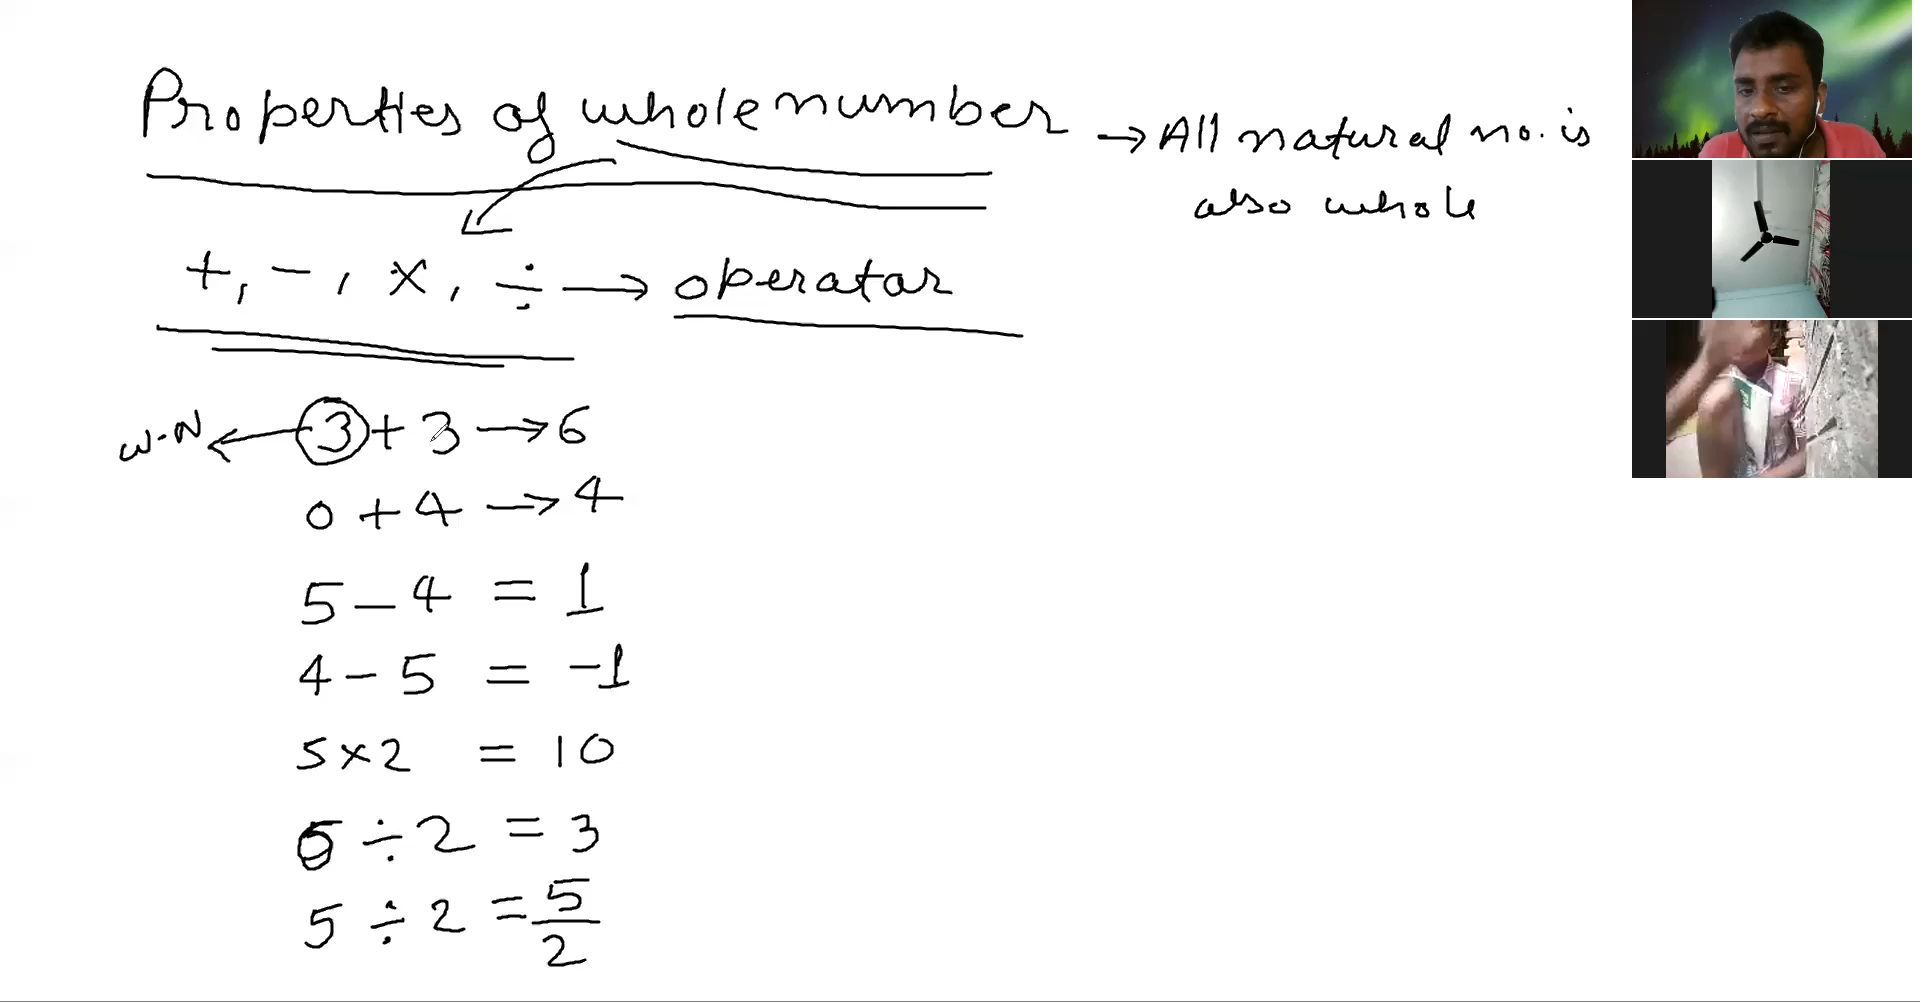 Properties of whole number → All natural no. is
also whole
+, -, ×, ÷ → operatar
W-N ← 3 + 3 → 6
0 + 4 → 4
5 - 4 = 1
4 - 5 = -1
5 × 2 = 10
6 ÷ 2 = 3
5 ÷ 2 = 5/2